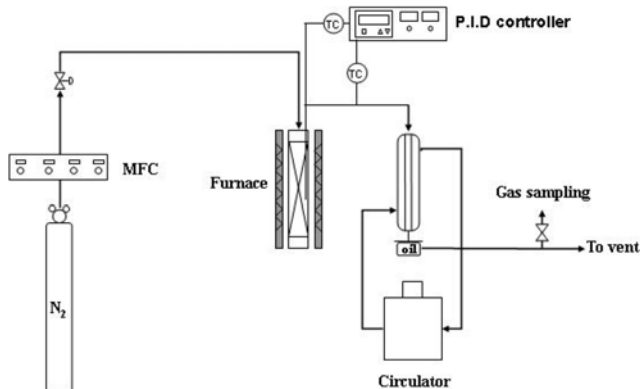 P.I.D controller
TC
TC
MFC
Furnace
Gas sampling
oil
To vent
N₂
Circulator